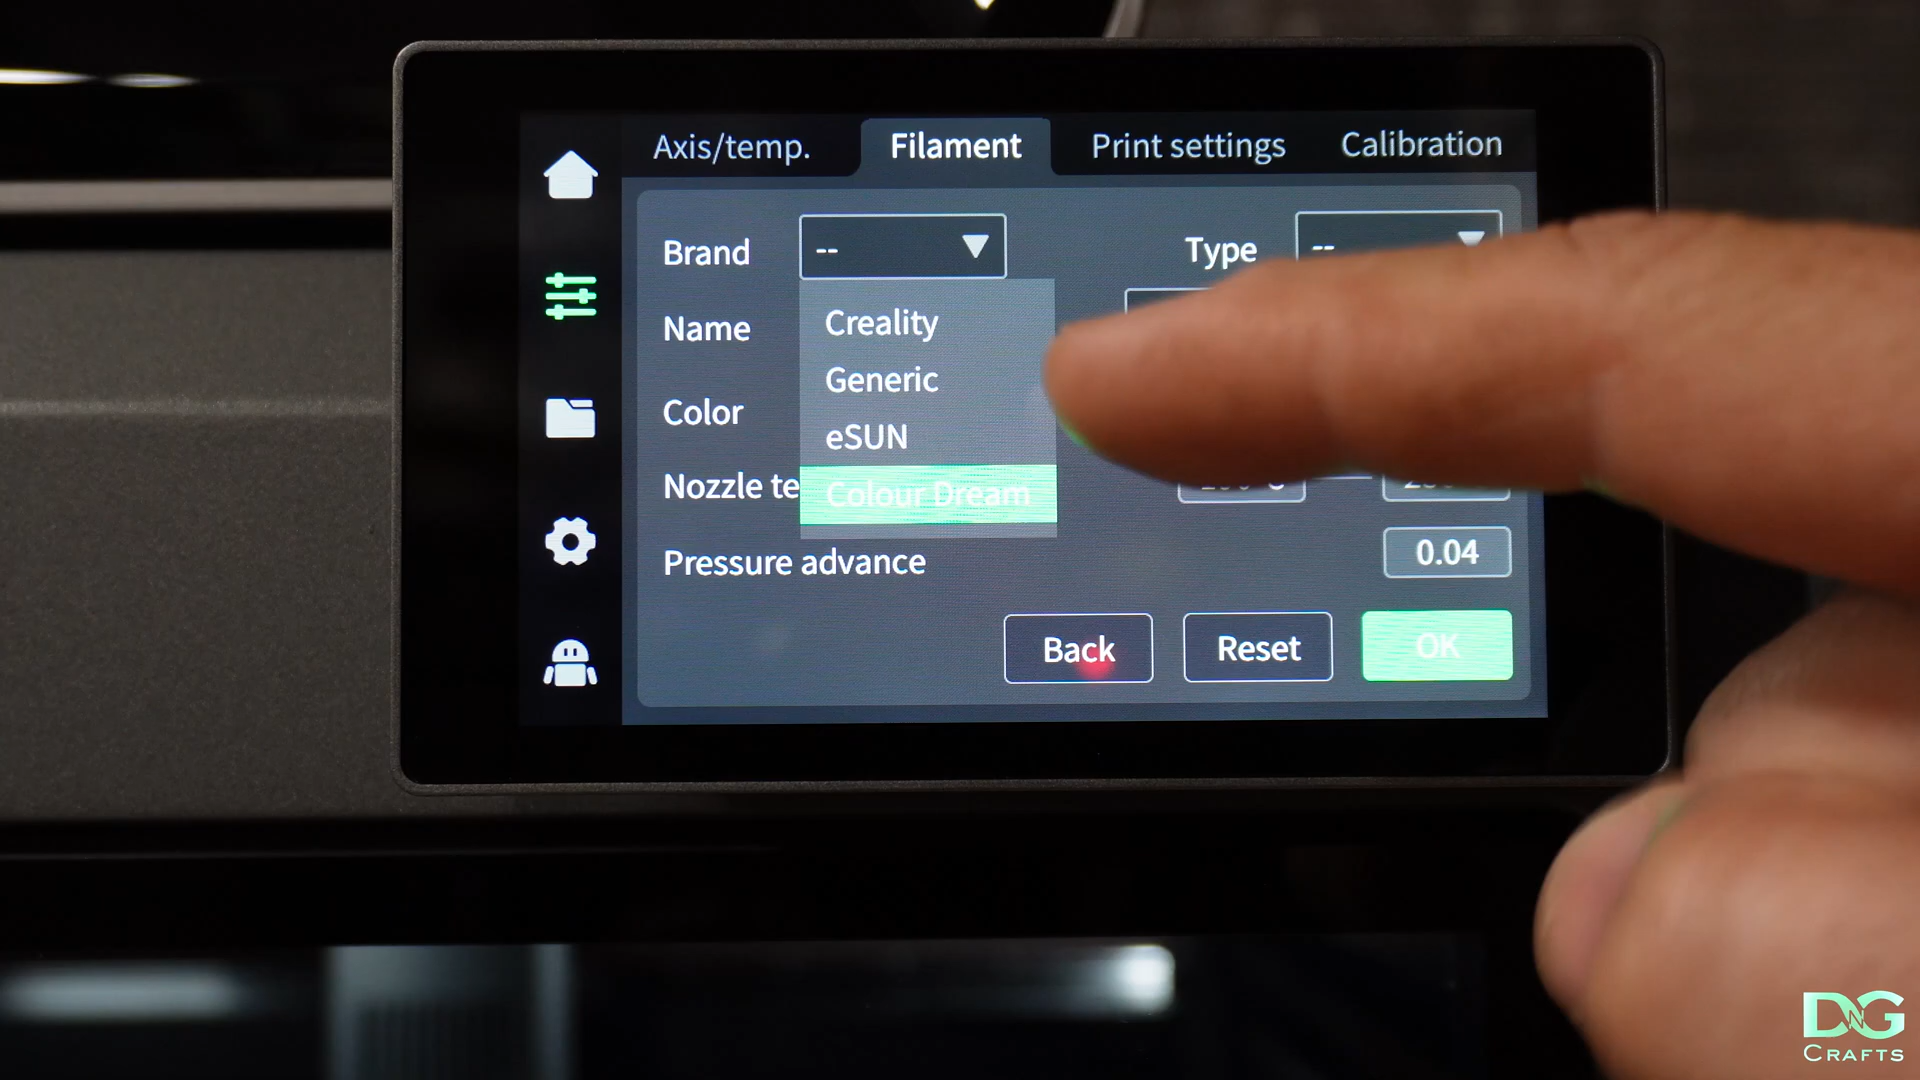 Axis/temp. Filament Print settings Calibration
Brand -- Type --
Creality
Name
Generic
Color
eSUN
Nozzle te
Colour Dream
Pressure advance 0.04
Back Reset OK
DNG
CRAFTS